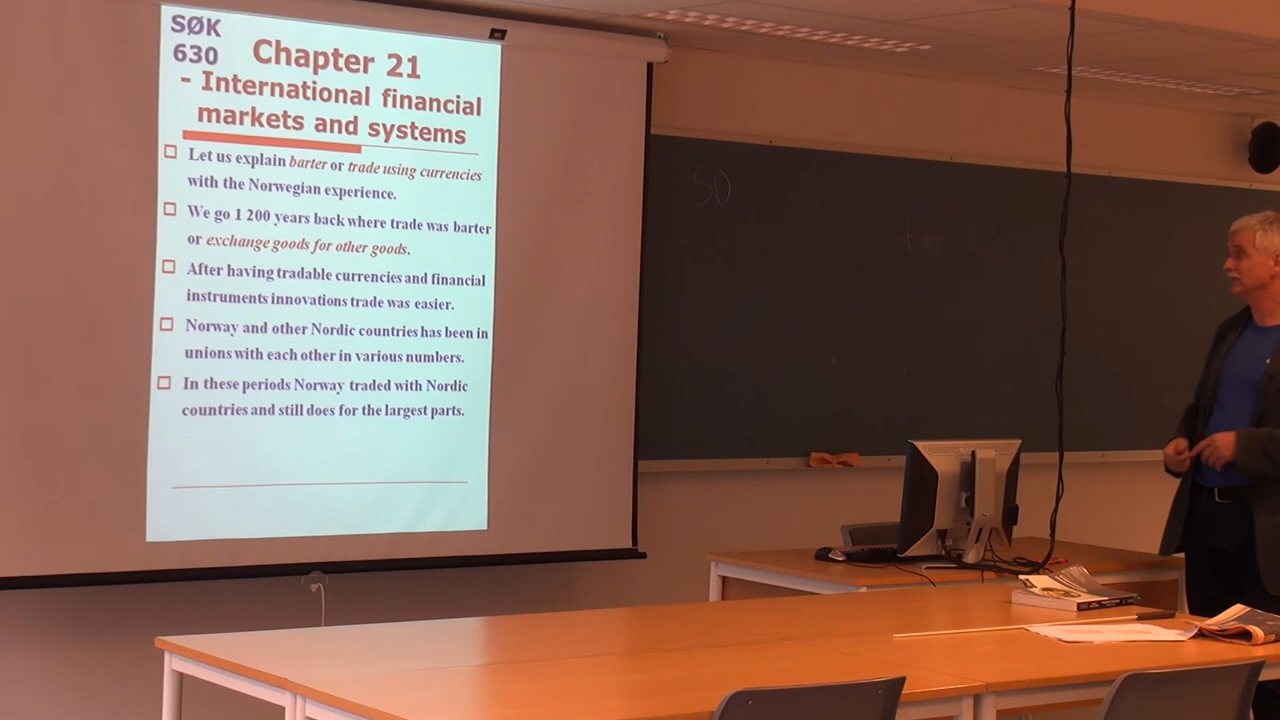 SØK
630
Chapter 21
- International financial
markets and systems
Let us explain barter or trade using currencies
with the Norwegian experience.
We go 1 200 years back where trade was barter
or exchange goods for other goods.
After having tradable currencies and financial
instruments innovations trade was easier.
Norway and other Nordic countries has been in
unions with each other in various numbers.
In these periods Norway traded with Nordic
countries and still does for the largest parts.